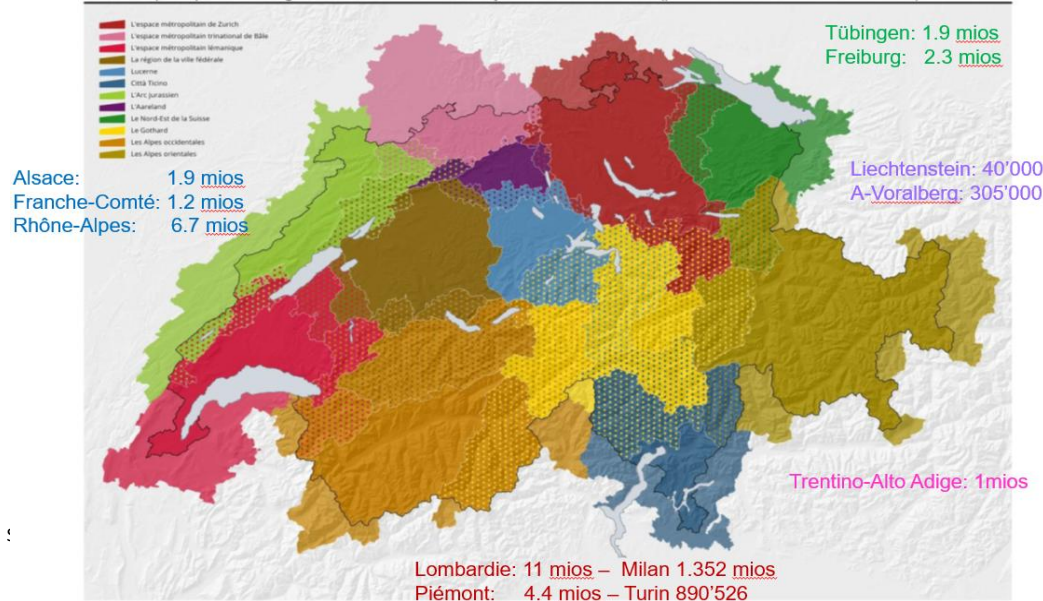 L'espace métropolitain de Zurich
L'espace métropolitain trinational de Bâle
L'espace métropolitain lémanique
La région de la ville fédérale
Lucerne
Città Ticino
L'Arc jurassien
L'Aareland
Le Nord-Est de la Suisse
Le Gothard
Les Alpes occidentales
Les Alpes orientales
Tübingen: 1.9 mios
Freiburg: 2.3 mios
Alsace: 1.9 mios
Franche-Comté: 1.2 mios
Rhône-Alpes: 6.7 mios
Liechtenstein: 40'000
A-Voralberg: 305'000
Trentino-Alto Adige: 1mios
Lombardie: 11 mios – Milan 1.352 mios
Piémont: 4.4 mios – Turin 890'526